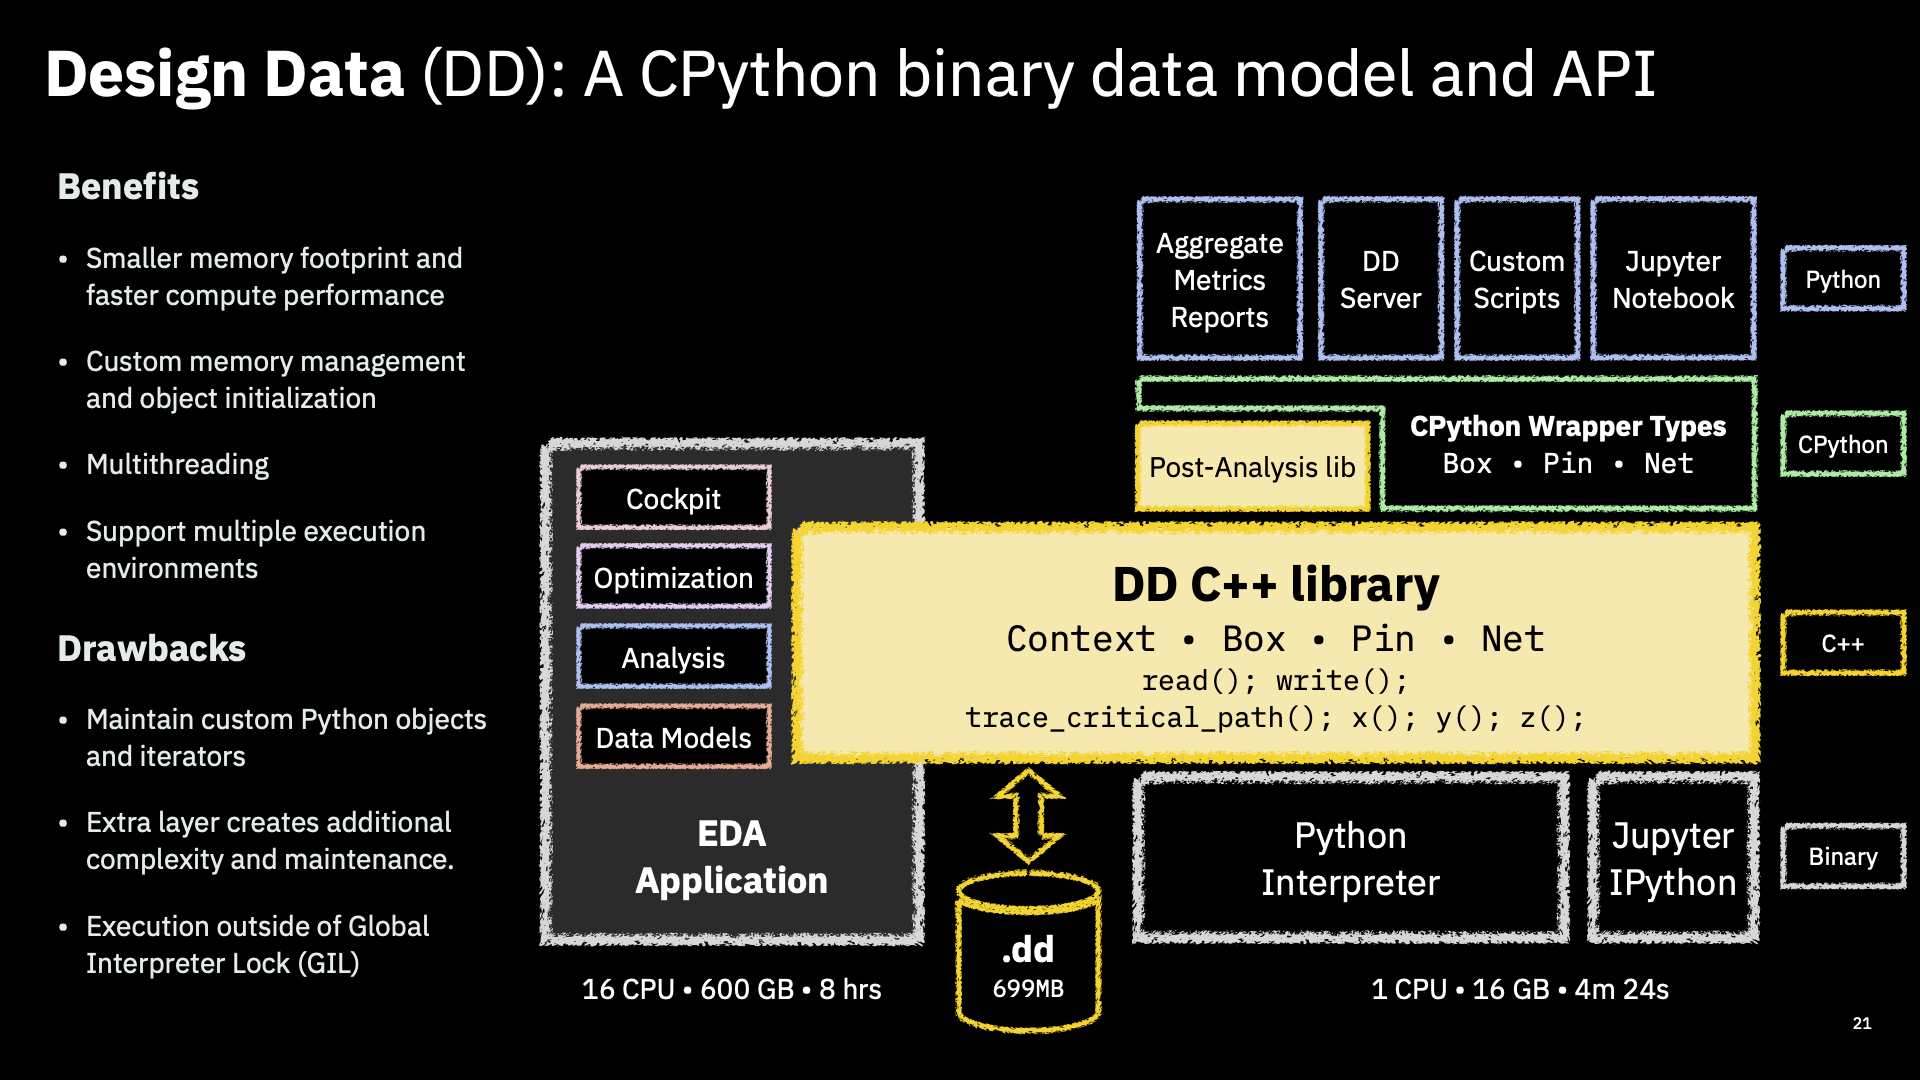 Design Data (DD): A CPython binary data model and API
Benefits
• Smaller memory footprint and
faster compute performance
• Custom memory management
and object initialization
• Multithreading
• Support multiple execution
environments
Drawbacks
• Maintain custom Python objects
and iterators
• Extra layer creates additional
complexity and maintenance.
• Execution outside of Global
Interpreter Lock (GIL)
Cockpit
Optimization
Analysis
Data Models
EDA
Application
16 CPU • 600 GB • 8 hrs
Aggregate
Metrics
Reports
DD
Server
Custom
Scripts
Jupyter
Notebook
Python
Post-Analysis lib
CPython Wrapper Types
Box • Pin • Net
CPython
DD C++ library
Context • Box • Pin • Net
read(); write();
trace_critical_path(); x(); y(); z();
C++
.dd
699MB
Python
Interpreter
Jupyter
IPython
Binary
1 CPU • 16 GB • 4m 24s
21